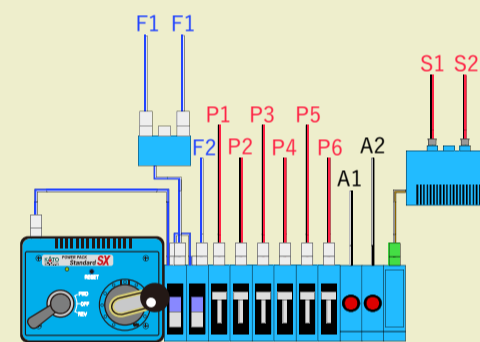 F1 F1
S1 S2
P1 P3 P5
F2 P2 P4 P6 A2
A1
KATO
POWER PACK
Standard SX
RESET
FWD
OFF
REV